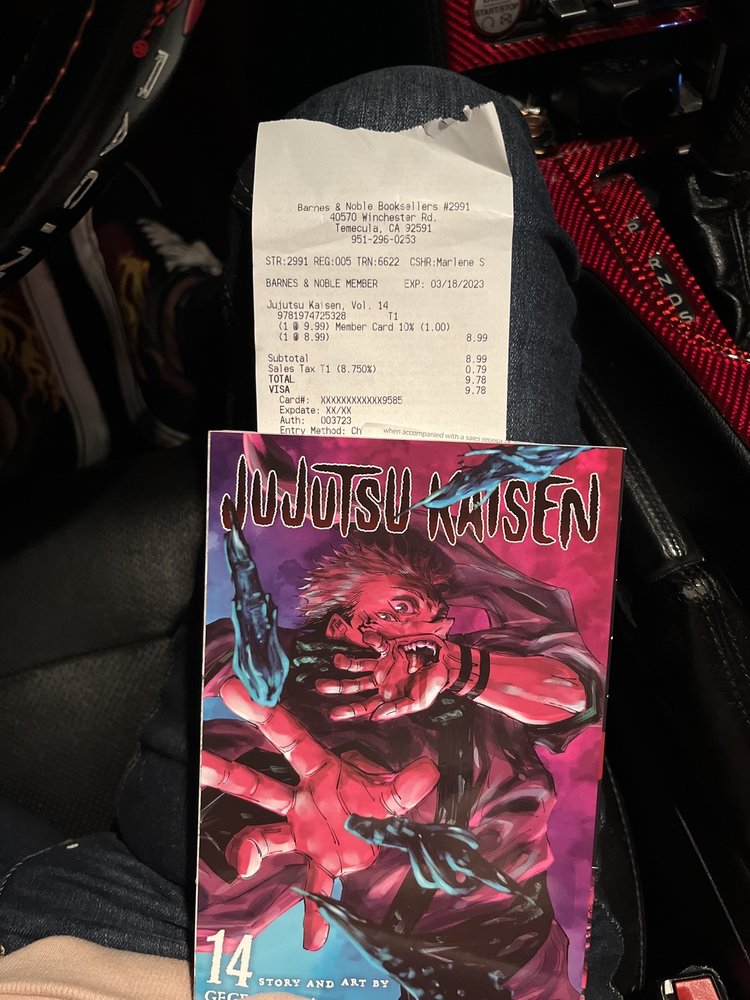 START/STOP
Barnes & Noble Booksellers #2991
40570 Winchester Rd.
Temecula, CA 92591
951-296-0253
STR:2991 REG:005 TRN:6622 CSHR:Marlene S
BARNES & NOBLE MEMBER EXP: 03/18/2023
Jujutsu Kaisen, Vol. 14
9781974725328 T1
(1 @ 9.99) Member Card 10% (1.00)
(1 @ 8.99) 8.99
Subtotal 8.99
Sales Tax T1 (8.750%) 0.79
TOTAL 9.78
VISA 9.78
Card#: XXXXXXXXXXXX9585
Expdate: XX/XX
Auth: 003723
Entry Method: Ch
when accompanied with a sales receip
JUJUTSU KAISEN
14
STORY AND ART BY
GEGE
P R N D S